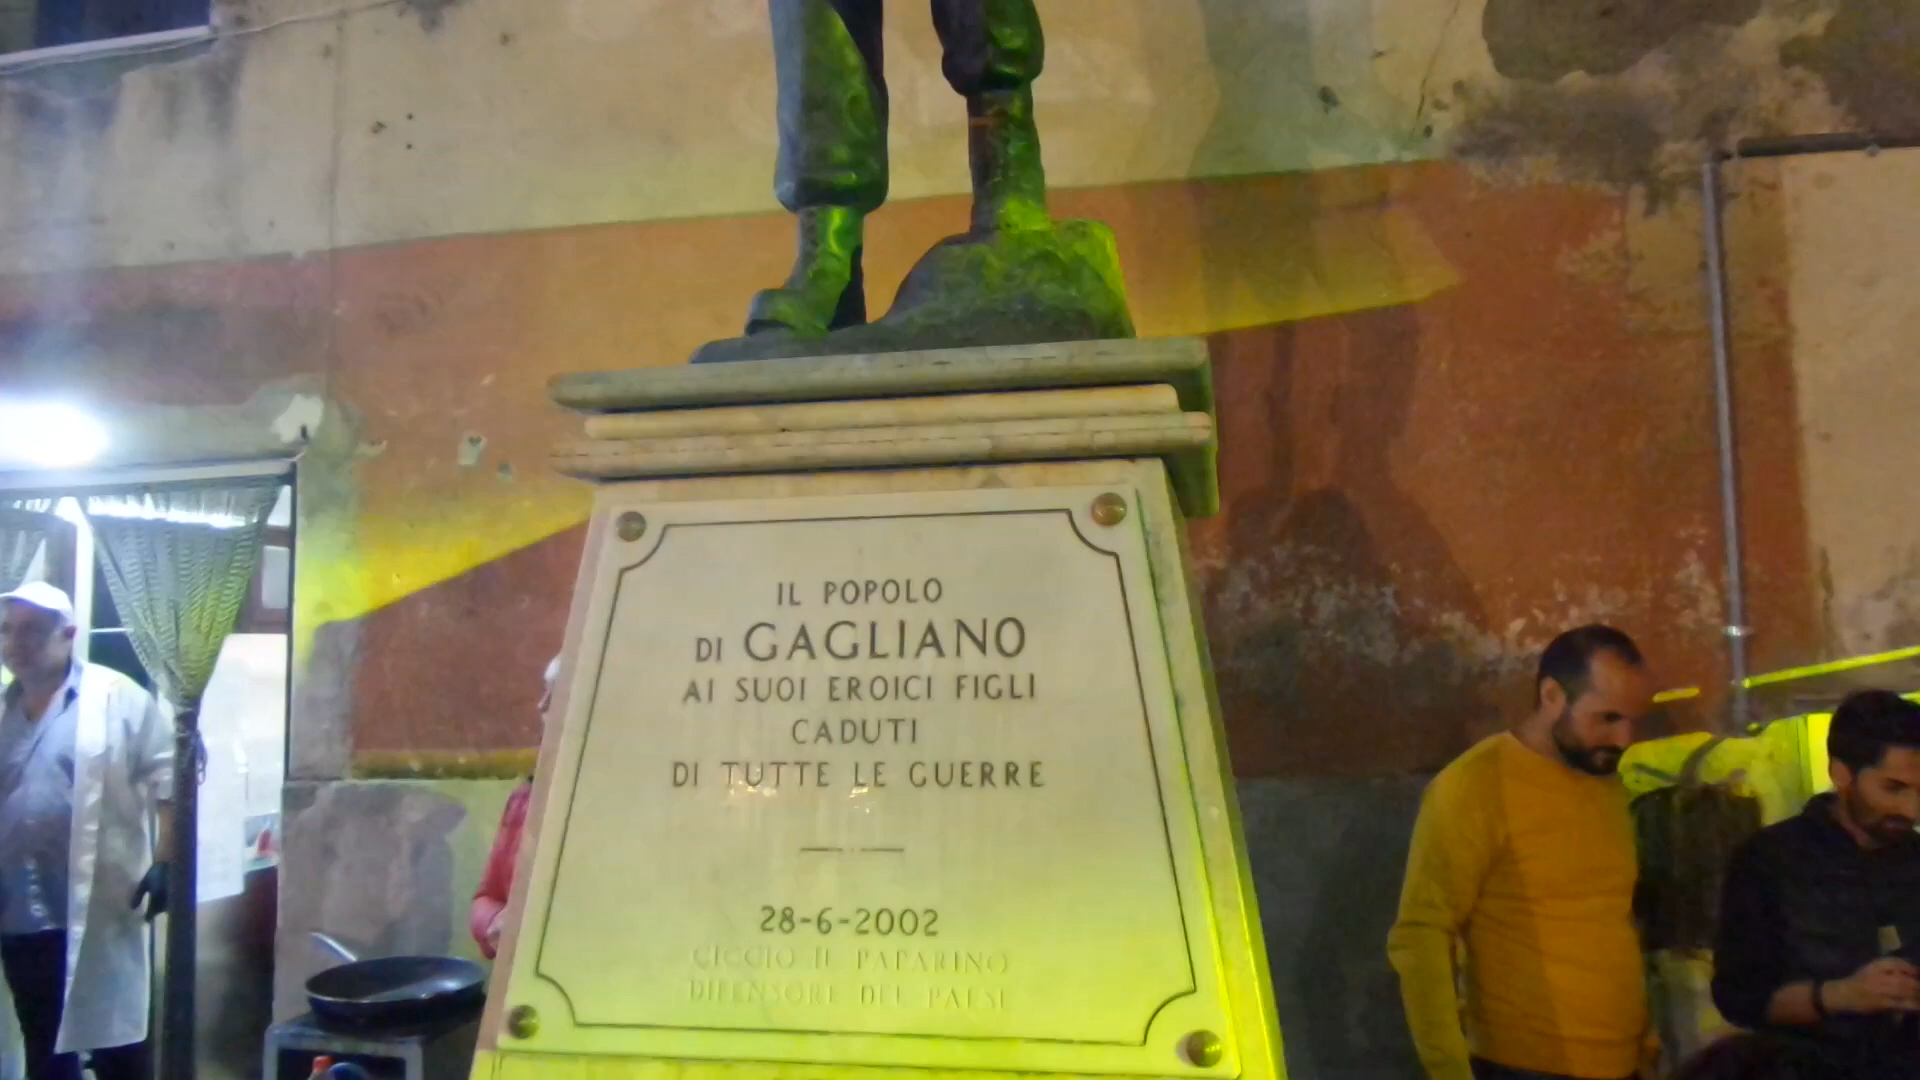 IL POPOLO
DI GAGLIANO
AI SUOI EROICI FIGLI
CADUTI
DI TUTTE LE GUERRE
28-6-2002
CICCIO IL PAPARINO
DIFENSORE DEL PAESE